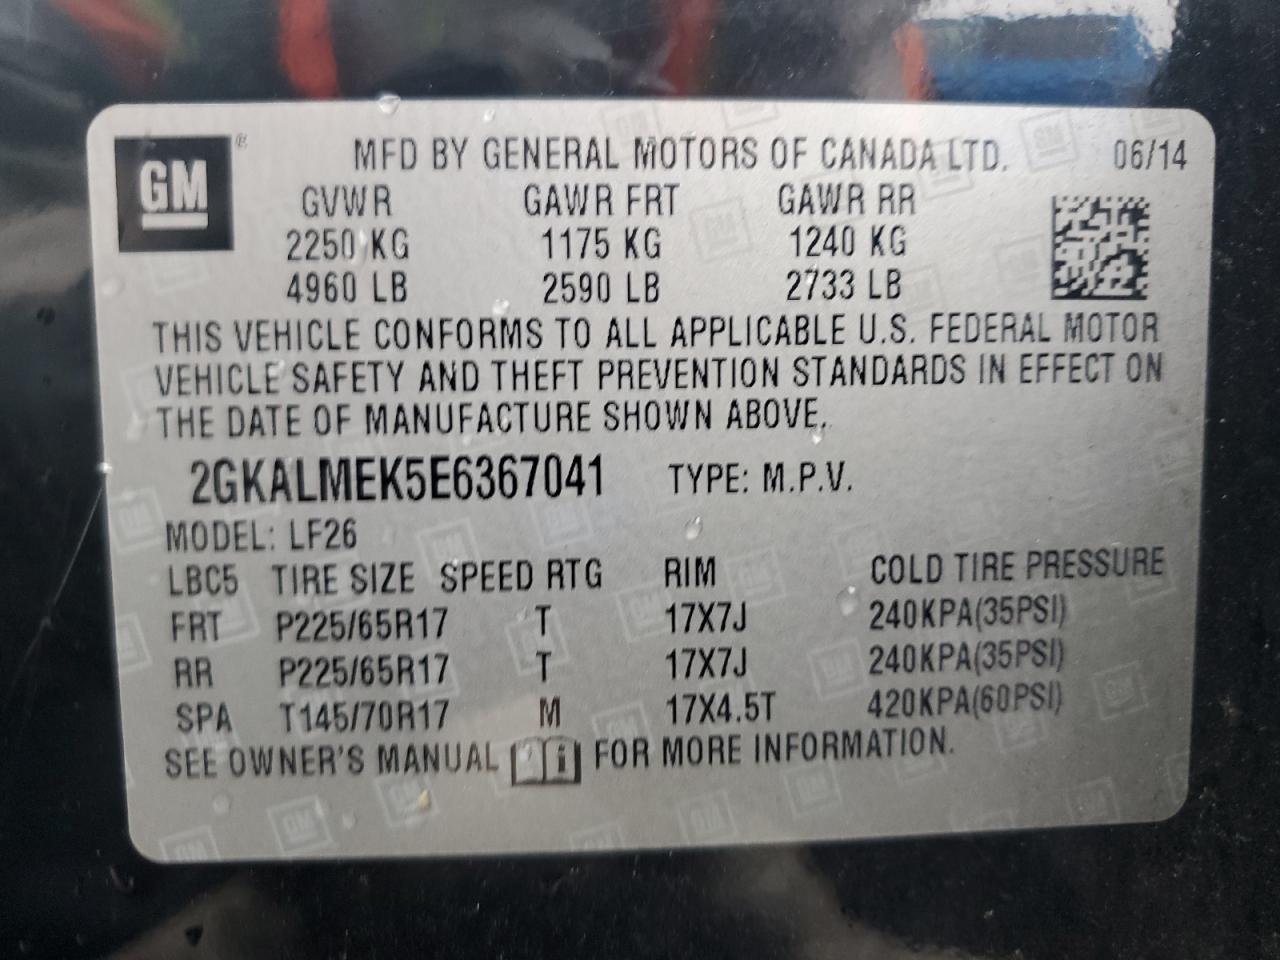 GM ® MFD BY GENERAL MOTORS OF CANADA LTD. 06/14
GVWR GAWR FRT GAWR RR
2250 KG 1175 KG 1240 KG
4960 LB 2590 LB 2733 LB
THIS VEHICLE CONFORMS TO ALL APPLICABLE U.S. FEDERAL MOTOR
VEHICLE SAFETY AND THEFT PREVENTION STANDARDS IN EFFECT ON
THE DATE OF MANUFACTURE SHOWN ABOVE.
2GKALMEK5E6367041 TYPE: M.P.V.
MODEL: LF26
LBC5 TIRE SIZE SPEED RTG RIM COLD TIRE PRESSURE
FRT P225/65R17 T 17X7J 240KPA(35PSI)
RR P225/65R17 T 17X7J 240KPA(35PSI)
SPA T145/70R17 M 17X4.5T 420KPA(60PSI)
SEE OWNER'S MANUAL i FOR MORE INFORMATION.